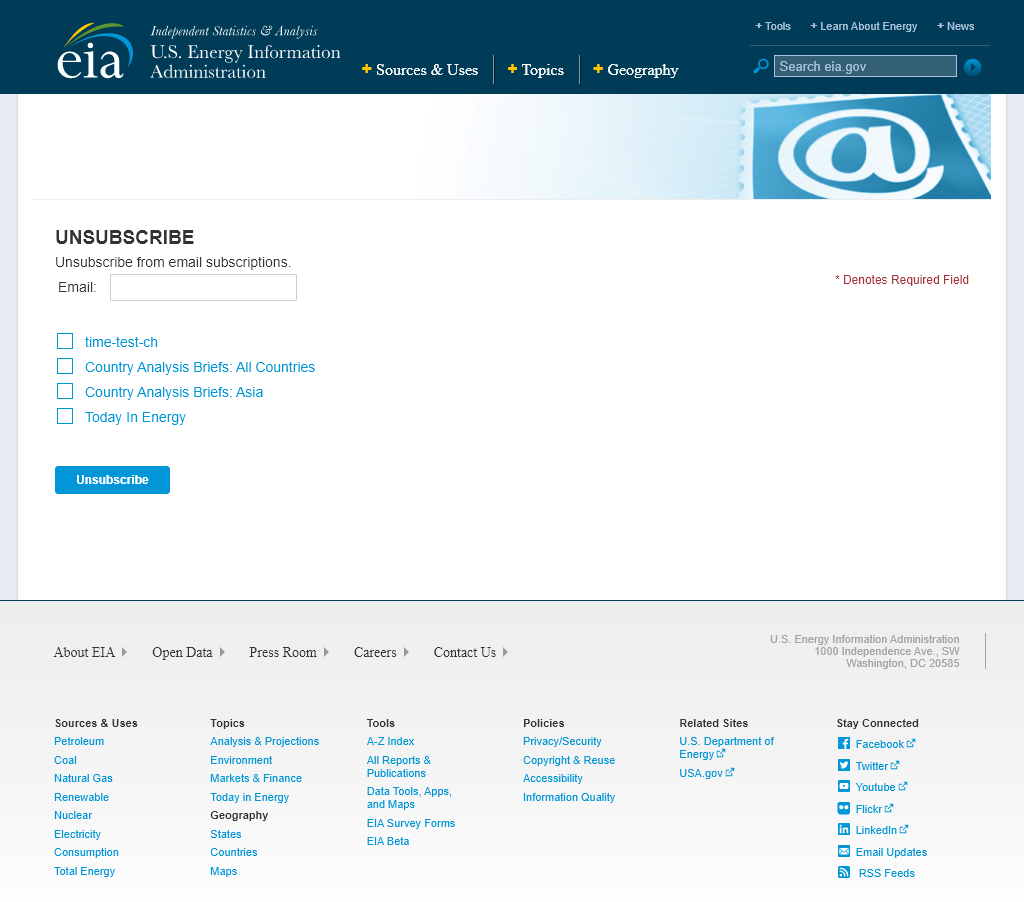 eia
Independent Statistics & Analysis
U.S. Energy Information
Administration
+ Sources & Uses
+ Topics
+ Geography
+ Tools
+ Learn About Energy
+ News
Search eia.gov
@
UNSUBSCRIBE
Unsubscribe from email subscriptions.
Email:
* Denotes Required Field
time-test-ch
Country Analysis Briefs: All Countries
Country Analysis Briefs: Asia
Today In Energy
Unsubscribe
About EIA
Open Data
Press Room
Careers
Contact Us
U.S. Energy Information Administration
1000 Independence Ave., SW
Washington, DC 20585
Sources & Uses
Petroleum
Coal
Natural Gas
Renewable
Nuclear
Electricity
Consumption
Total Energy
Topics
Analysis & Projections
Environment
Markets & Finance
Today in Energy
Geography
States
Countries
Maps
Tools
A-Z Index
All Reports &
Publications
Data Tools, Apps,
and Maps
EIA Survey Forms
EIA Beta
Policies
Privacy/Security
Copyright & Reuse
Accessibility
Information Quality
Related Sites
U.S. Department of
Energy
USA.gov
Stay Connected
Facebook
Twitter
Youtube
Flickr
LinkedIn
Email Updates
RSS Feeds